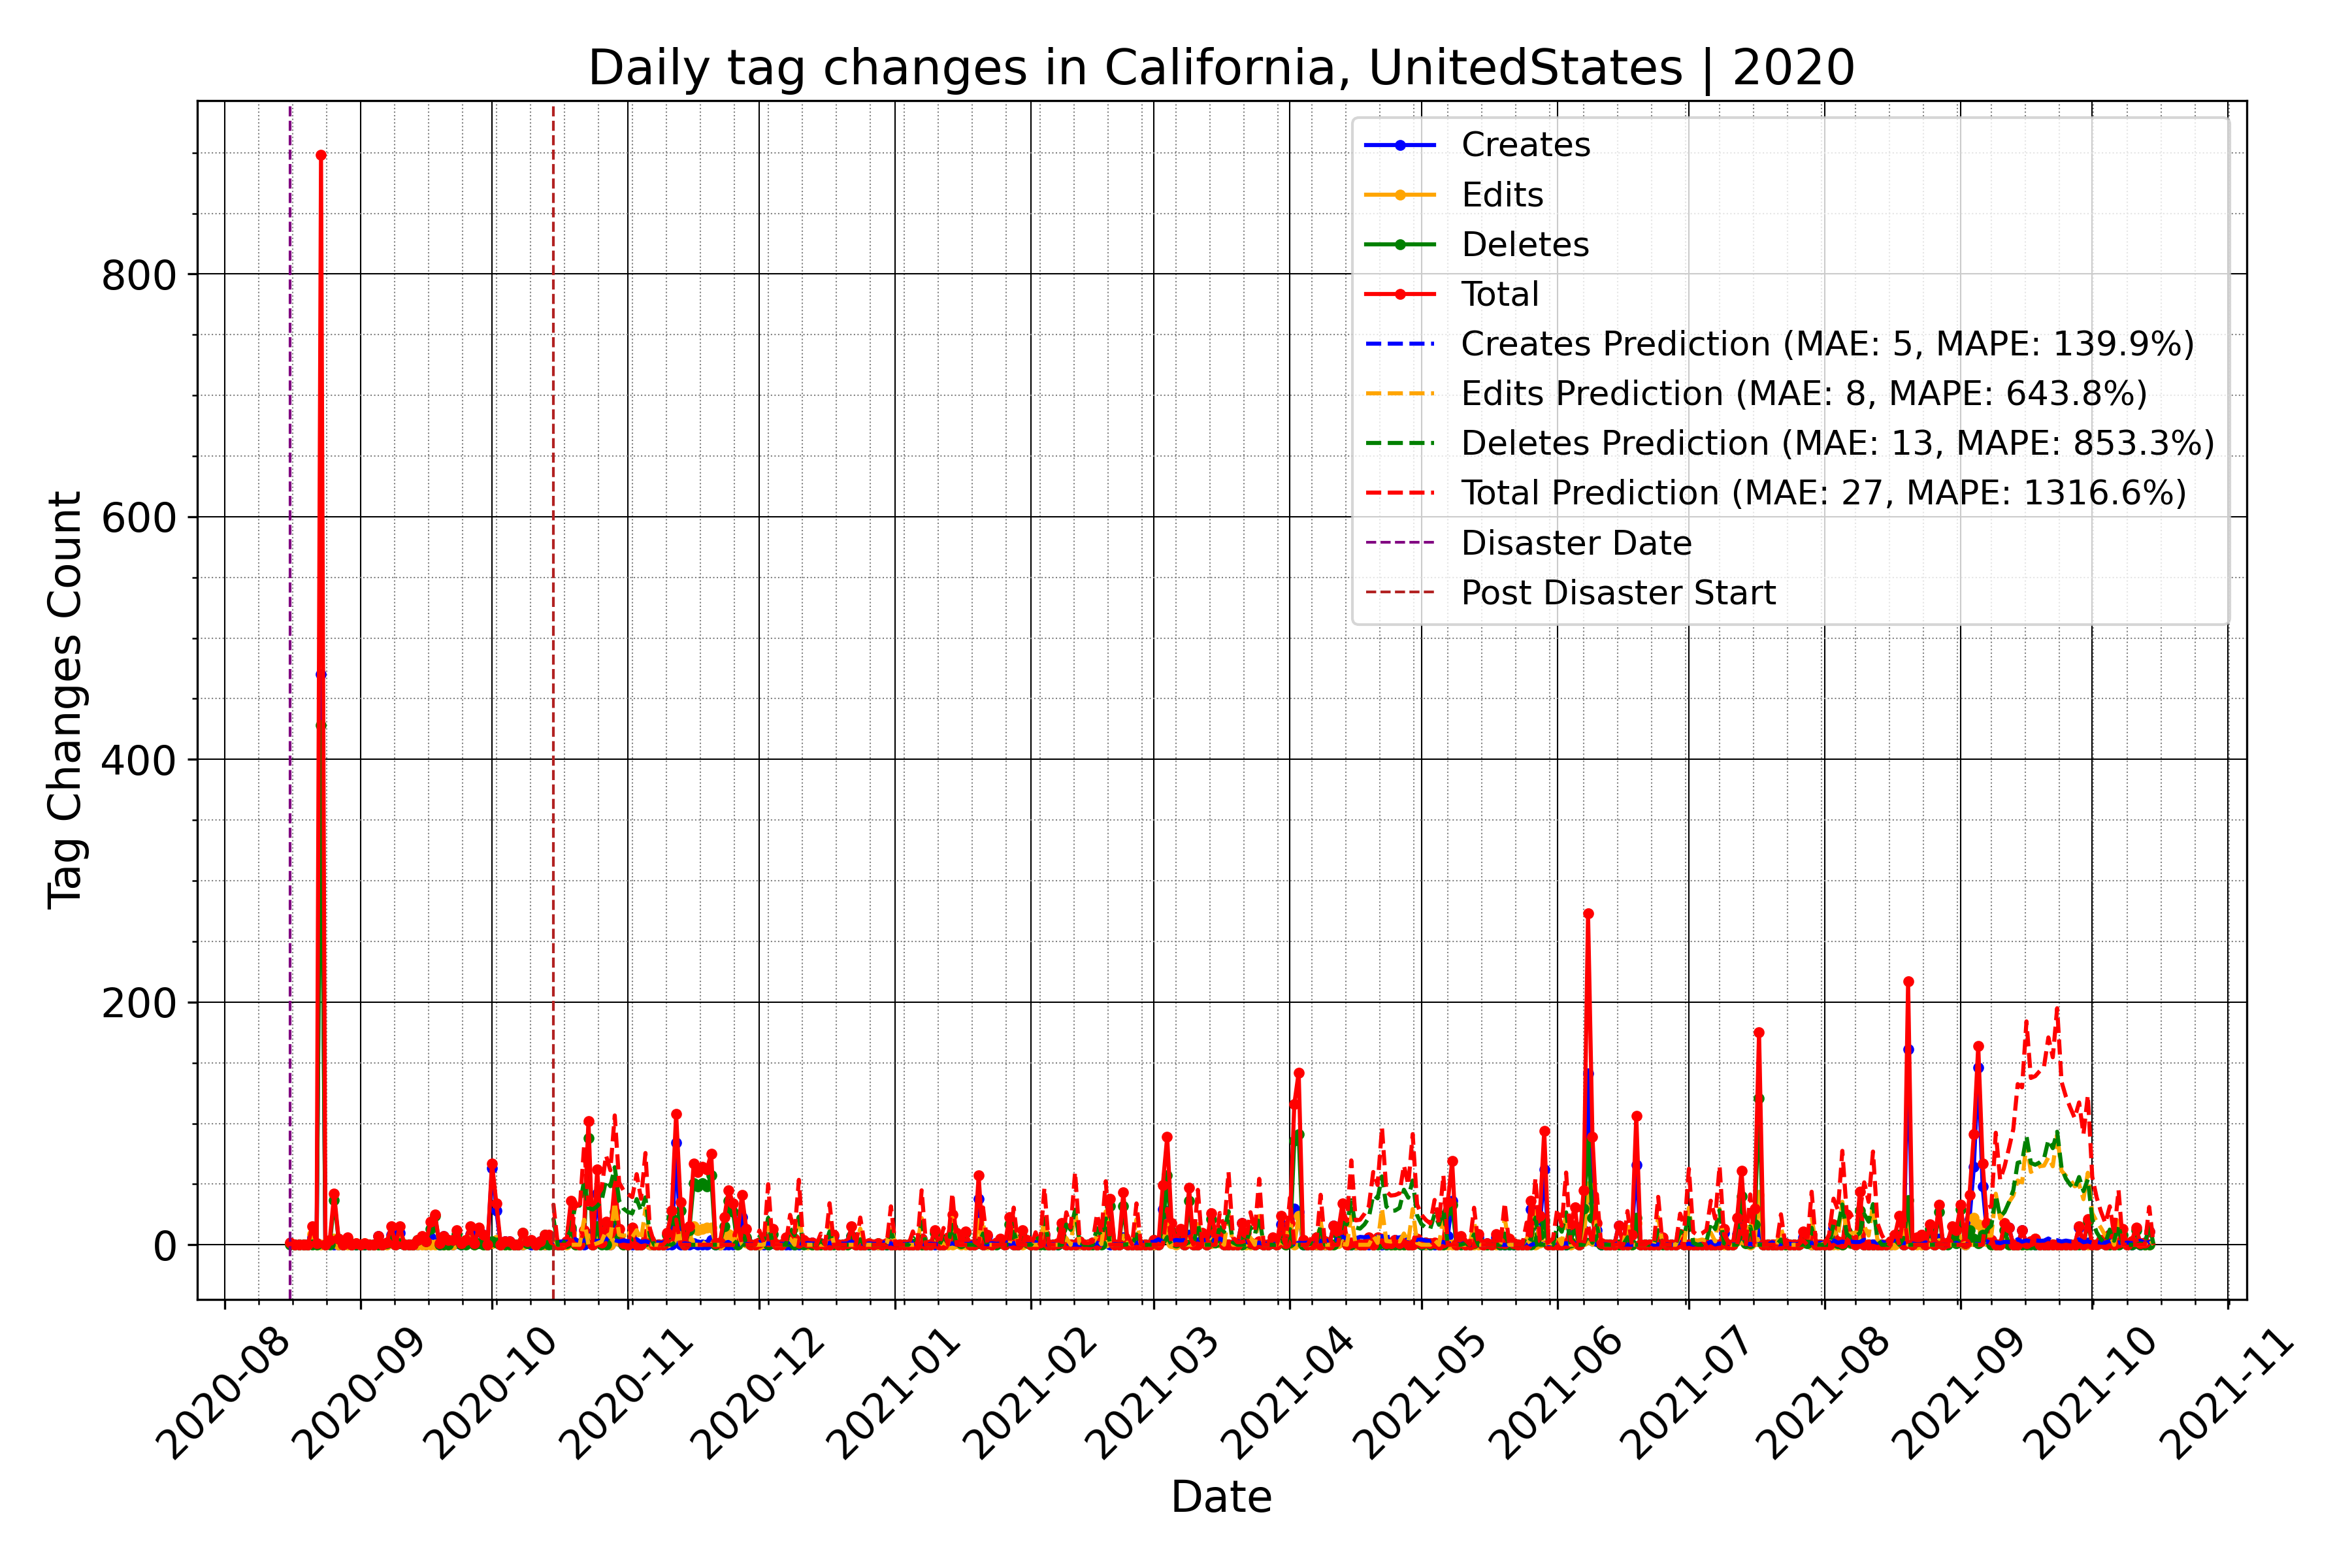 Daily tag changes in California, UnitedStates | 2020
Creates
Edits
Deletes
Total
Creates Prediction (MAE: 5, MAPE: 139.9%)
Edits Prediction (MAE: 8, MAPE: 643.8%)
Deletes Prediction (MAE: 13, MAPE: 853.3%)
Total Prediction (MAE: 27, MAPE: 1316.6%)
Disaster Date
Post Disaster Start
Tag Changes Count
800
600
400
200
0
2020-08
2020-09
2020-10
2020-11
2020-12
2021-01
2021-02
2021-03
2021-04
2021-05
2021-06
2021-07
2021-08
2021-09
2021-10
2021-11
Date